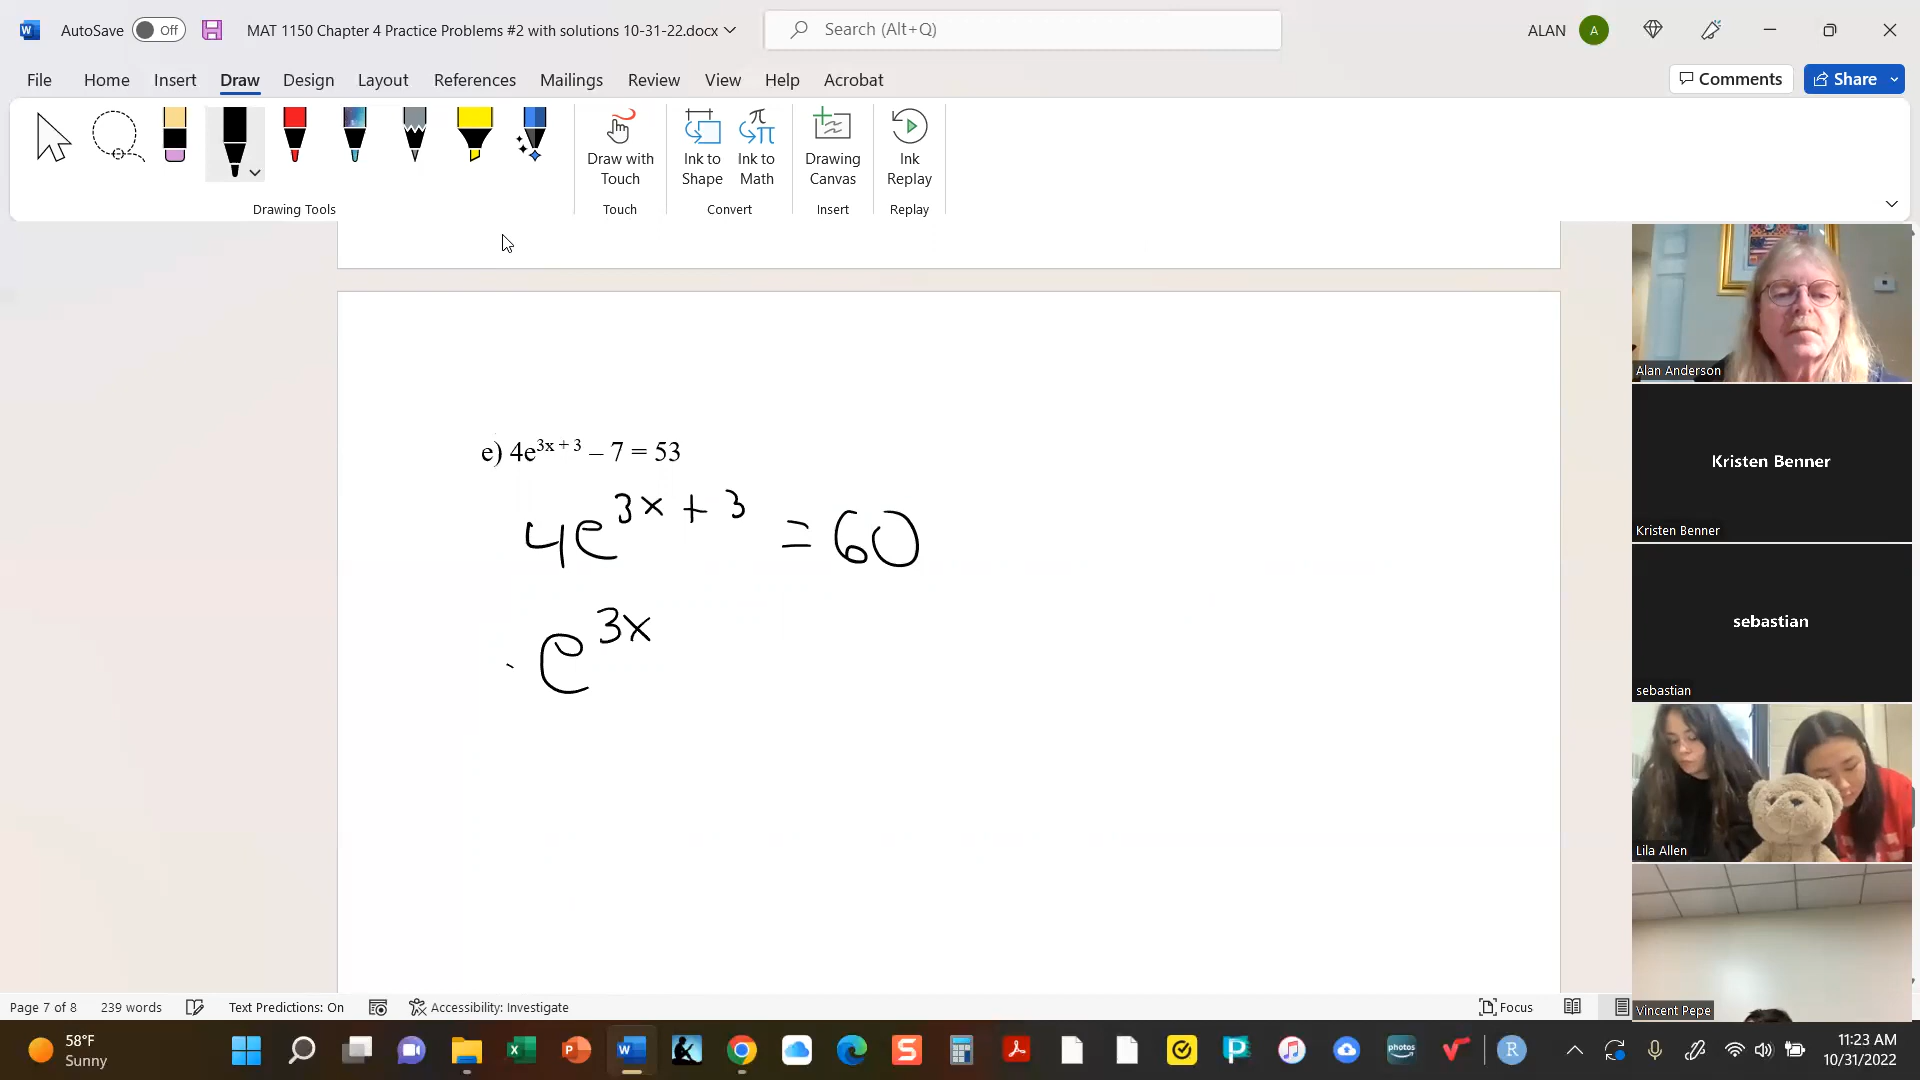 AutoSave Off MAT 1150 Chapter 4 Practice Problems #2 with solutions 10-31-22.docx Search (Alt+Q) ALAN A
File Home Insert Draw Design Layout References Mailings Review View Help Acrobat Comments Share
Draw with Touch
Ink to Shape
Ink to Math
Drawing Canvas
Ink Replay
Drawing Tools Touch Convert Insert Replay
Alan Anderson
Kristen Benner
Kristen Benner
sebastian
sebastian
Lila Allen
Vincent Pepe
e) 4e^{3x + 3} – 7 = 53
4e^{3x + 3} = 60
e^{3x}
Page 7 of 8 239 words Text Predictions: On Accessibility: Investigate Focus
58°F
Sunny
photos
R
11:23 AM
10/31/2022